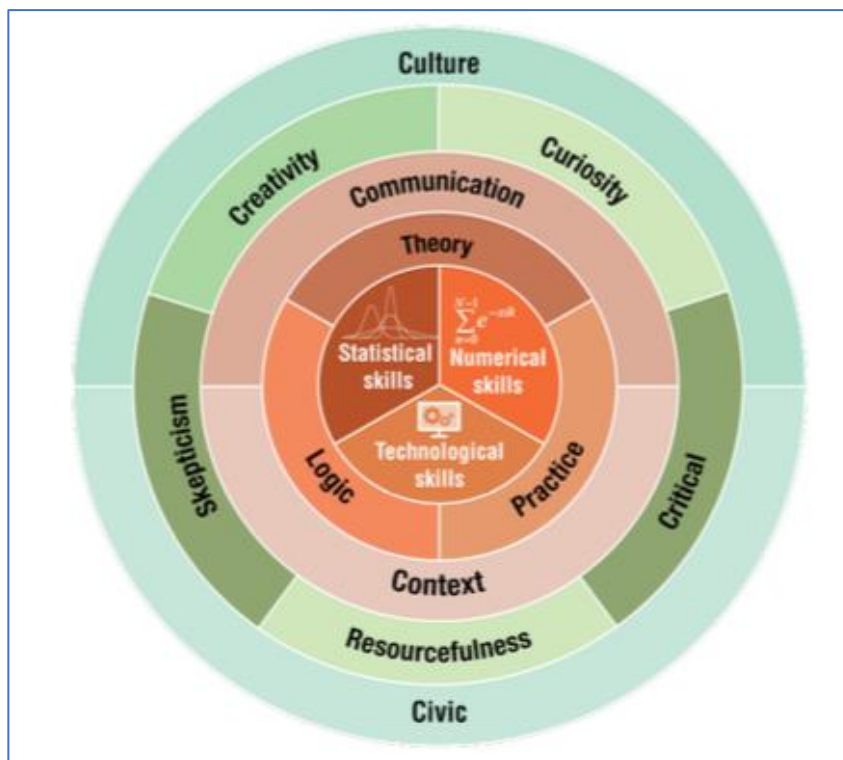 Culture
Creativity
Curiosity
Communication
Theory
Statistical
skills
Numerical
skills
Technological
skills
Logic
Practice
Skepticism
Critical
Context
Resourcefulness
Civic